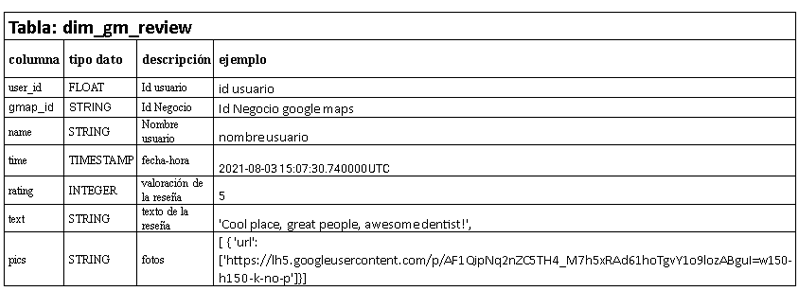 Tabla: dim_gm_review
columna tipo dato descripción ejemplo
user_id FLOAT Id usuario id usuario
gmap_id STRING Id Negocio Id Negocio google maps
name STRING Nombre usuario nombre usuario
time TIMESTAMP fecha-hora 2021-08-03 15:07:30.740000 UTC
rating INTEGER valoración de la reseña 5
text STRING texto de la reseña 'Cool place, great people, awesome dentist!',
pics STRING fotos [ { 'url':
['https://lh5.googleusercontent.com/p/AF1QipNq2nZC5TH4_M7h5xRAd61hoTgvY1o9lozABguI=w150-
h150-k-no-p']}]